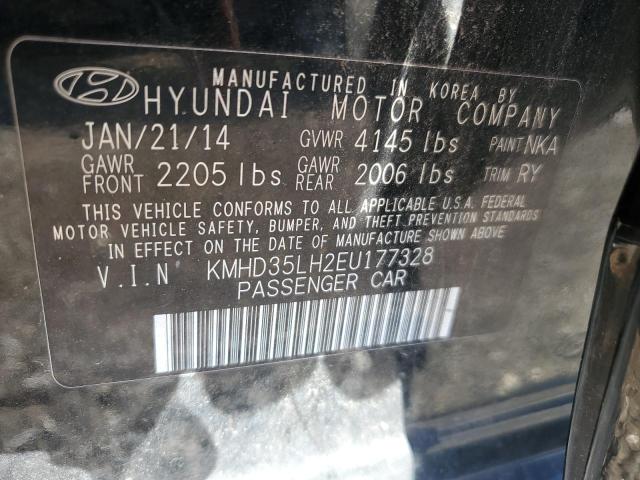 MANUFACTURED IN KOREA BY
HYUNDAI MOTOR COMPANY
JAN/21/14 GVWR 4145 lbs PAINT NKA
GAWR FRONT 2205 lbs GAWR REAR 2006 lbs TRIM RY
THIS VEHICLE CONFORMS TO ALL APPLICABLE U.S.A. FEDERAL
MOTOR VEHICLE SAFETY, BUMPER, AND THEFT PREVENTION STANDARDS
IN EFFECT ON THE DATE OF MANUFACTURE SHOWN ABOVE
V.I.N KMHD35LH2EU177328
PASSENGER CAR